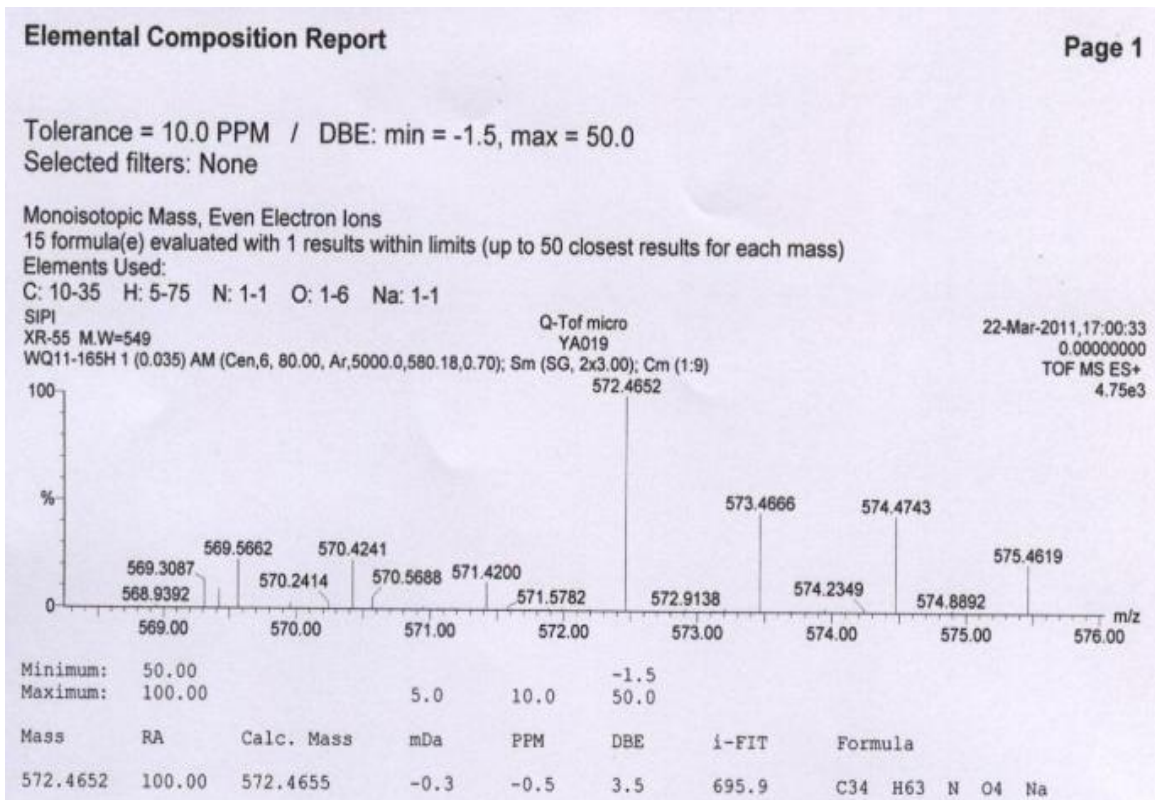 Elemental Composition Report
Page 1
Tolerance = 10.0 PPM / DBE: min = -1.5, max = 50.0
Selected filters: None
Monoisotopic Mass, Even Electron Ions
15 formula(e) evaluated with 1 results within limits (up to 50 closest results for each mass)
Elements Used:
C: 10-35 H: 5-75 N: 1-1 O: 1-6 Na: 1-1
SIPI
XR-55 M.W=549
WQ11-165H 1 (0.035) AM (Cen,6, 80.00, Ar,5000.0,580.18,0.70); Sm (SG, 2x3.00); Cm (1:9)
Q-Tof micro
YA019
22-Mar-2011,17:00:33
0.00000000
TOF MS ES+
4.75e3
100
%
0
572.4652
573.4666
574.4743
569.5662
570.4241
575.4619
569.3087
570.2414
570.5688
571.4200
574.2349
568.9392
571.5782
572.9138
574.8892
m/z
569.00 570.00 571.00 572.00 573.00 574.00 575.00 576.00
Minimum: 50.00 -1.5
Maximum: 100.00 5.0 10.0 50.0
Mass RA Calc. Mass mDa PPM DBE i-FIT Formula
572.4652 100.00 572.4655 -0.3 -0.5 3.5 695.9 C34 H63 N O4 Na